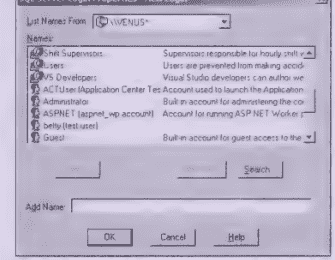 List Names From: \\VENUS*
Names:
Shift Supervisors Supervisors responsible for hourly shift
Users Users are prevented from making accid
VS Developers Visual Studio developers can author we
ACTUser (Application Center Tes Account used to launch the Application
Administrator Built-in account for administering the co
ASPNET (aspnet_wp account) Account for running ASP.NET Worker p
betty (test user)
Guest Built-in account for guest access to the
Search
Add Name:
OK Cancel Help